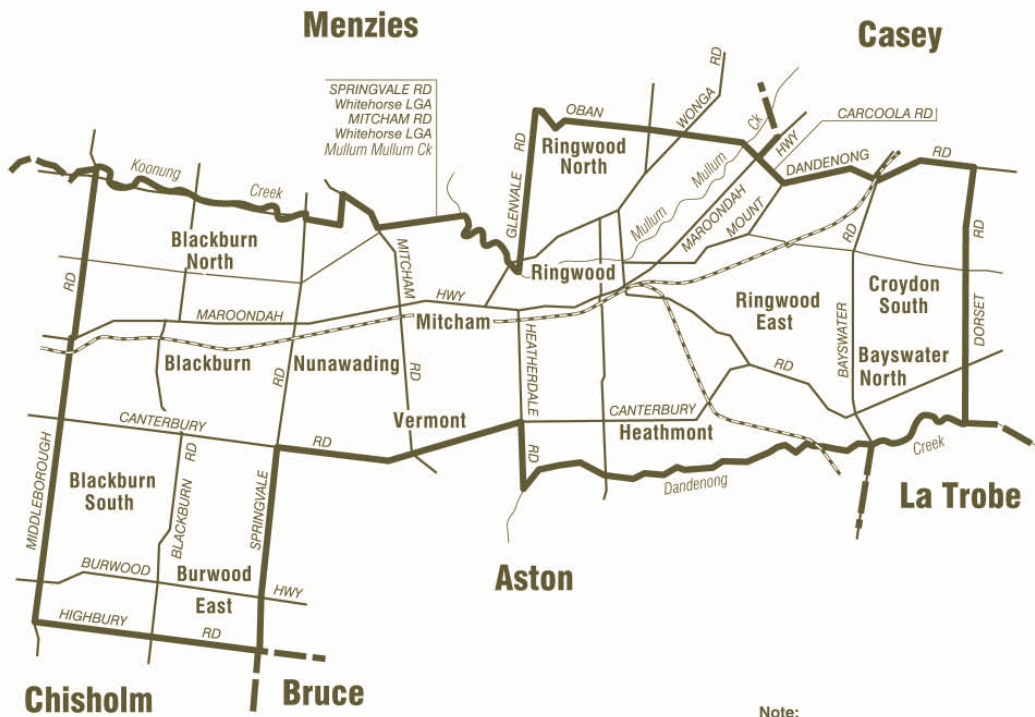 Menzies
Casey
SPRINGVALE RD
Whitehorse LGA
MITCHAM RD
Whitehorse LGA
Mullum Mullum Ck
OBAN
RD
WONGA
RD
Ck
HWY
CARCOOLA RD
Ringwood
North
GLENVALE
RD
Mullum
Mullum
MAROONDAH
MOUNT
DANDENONG
RD
Koonung
Creek
Blackburn
North
MITCHAM
RD
Ringwood
RD
RD
RD
MAROONDAH
HWY
Mitcham
HEATHERDALE
RD
Ringwood
East
BAYSWATER
Croydon
South
DORSET
Blackburn
Nunawading
RD
Bayswater
North
Vermont
CANTERBURY
RD
CANTERBURY
RD
Heathmont
Blackburn
South
MIDDLEBOROUGH
BLACKBURN
RD
SPRINGVALE
Dandenong
Creek
La Trobe
BURWOOD
HWY
Burwood
East
Aston
HIGHBURY
RD
Chisholm
Bruce
Note: